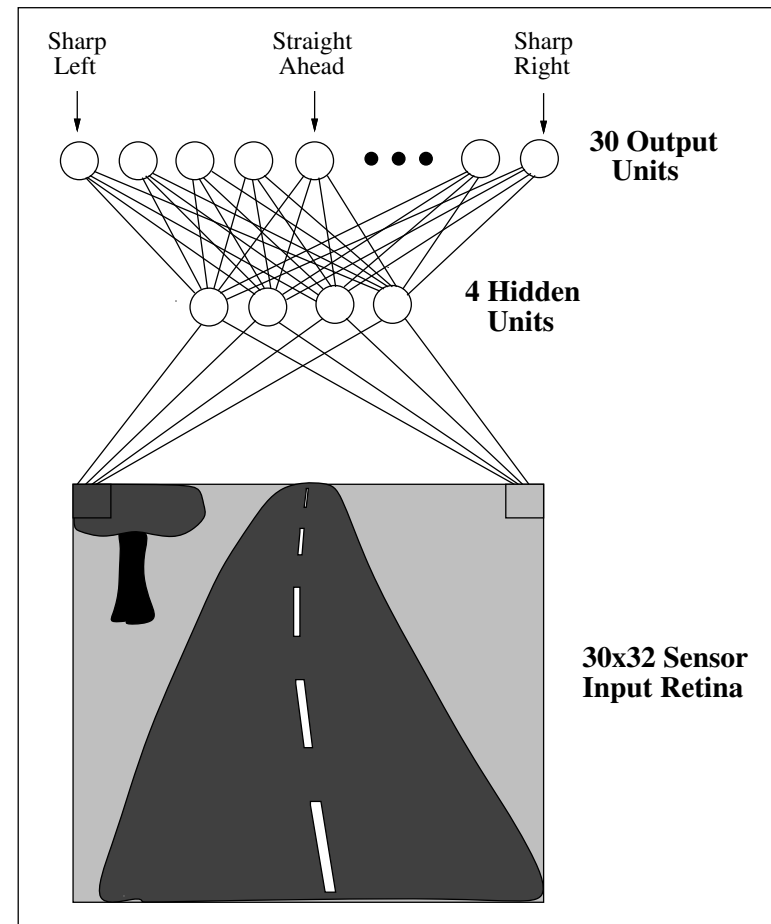 Sharp
Left
Straight
Ahead
Sharp
Right
30 Output
Units
4 Hidden
Units
30x32 Sensor
Input Retina